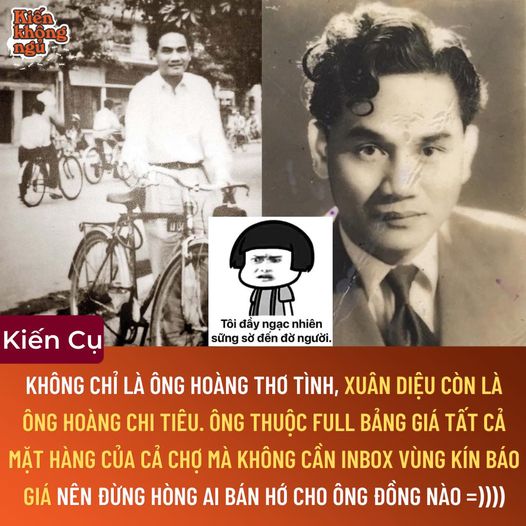 Kiến
không
ngủ
Tôi đầy ngạc nhiên
sững sờ đến đờ người.
Kiến Cụ
KHÔNG CHỈ LÀ ÔNG HOÀNG THƠ TÌNH, XUÂN DIỆU CÒN LÀ
ÔNG HOÀNG CHI TIÊU. ÔNG THUỘC FULL BẢNG GIÁ TẤT CẢ
MẶT HÀNG CỦA CẢ CHỢ MÀ KHÔNG CẦN INBOX VÙNG KÍN BÁO
GIÁ NÊN ĐỪNG HÒNG AI BÁN HỚ CHO ÔNG ĐỒNG NÀO =))))